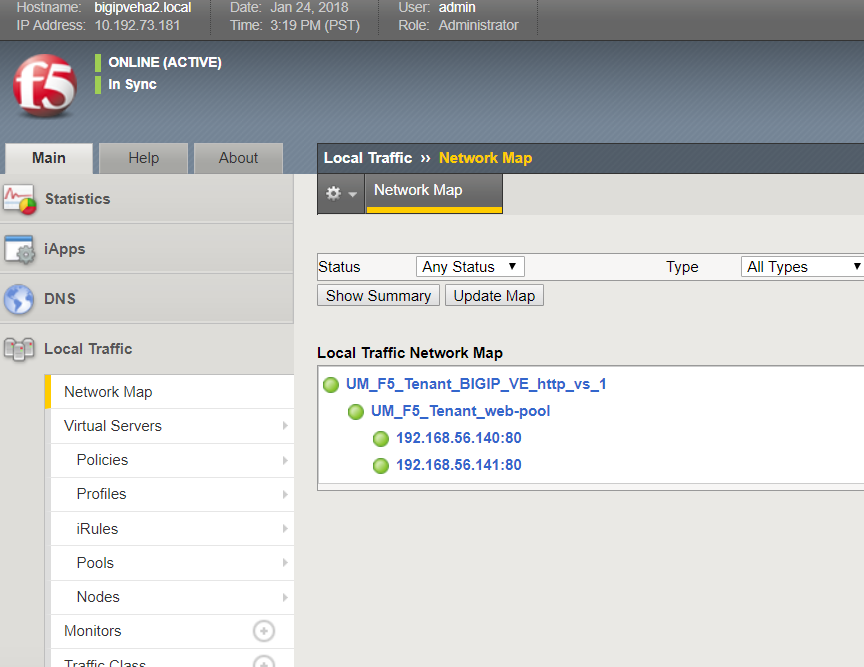 Hostname: bigipveha2.local Date: Jan 24, 2018 User: admin
IP Address: 10.192.73.181 Time: 3:19 PM (PST) Role: Administrator
f5
ONLINE (ACTIVE)
In Sync
Main Help About
Local Traffic ›› Network Map
Network Map
Statistics
iApps
DNS
Local Traffic
Network Map
Virtual Servers
Policies
Profiles
iRules
Pools
Nodes
Monitors
Traffic Class
Status Any Status Type All Types
Show Summary Update Map
Local Traffic Network Map
UM_F5_Tenant_BIGIP_VE_http_vs_1
UM_F5_Tenant_web-pool
192.168.56.140:80
192.168.56.141:80